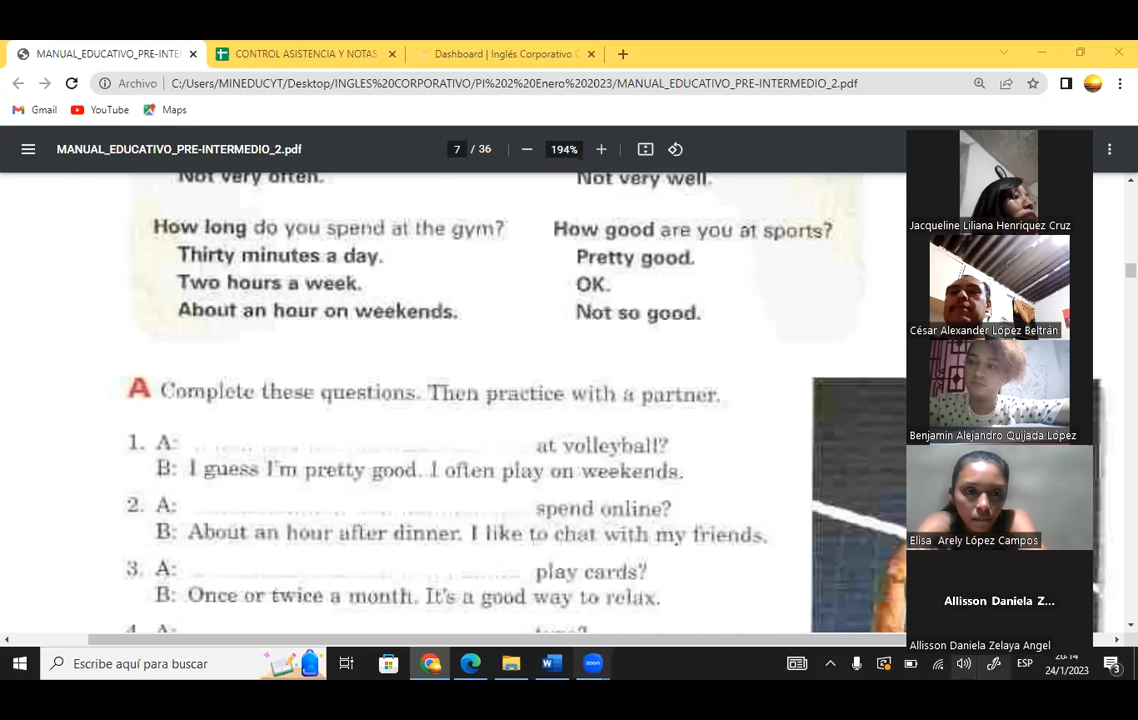 MANUAL_EDUCATIVO_PRE-INTE
CONTROL ASISTENCIA Y NOTAS
Dashboard | Inglés Corporativo
Archivo
C:/Users/MINEDUCYT/Desktop/INGLES%20CORPORATIVO/PI%202%20Enero%202023/MANUAL_EDUCATIVO_PRE-INTERMEDIO_2.pdf
Gmail
YouTube
Maps
MANUAL_EDUCATIVO_PRE-INTERMEDIO_2.pdf
7 / 36
194%
Not very often.
Not very well.
How long do you spend at the gym?
How good are you at sports?
Thirty minutes a day.
Pretty good.
Two hours a week.
OK.
About an hour on weekends.
Not so good.
A Complete these questions. Then practice with a partner.
1. A: at volleyball?
B: I guess I'm pretty good. I often play on weekends.
2. A: spend online?
B: About an hour after dinner. I like to chat with my friends.
3. A: play cards?
B: Once or twice a month. It's a good way to relax.
4. A: type?
Jacqueline Liliana Henriquez Cruz
César Alexander López Beltrán
Benjamin Alejandro Quijada López
Elisa Arely López Campos
Allisson Daniela Z...
Allisson Daniela Zelaya Angel
Escribe aquí para buscar
ESP
20:14
24/1/2023
3